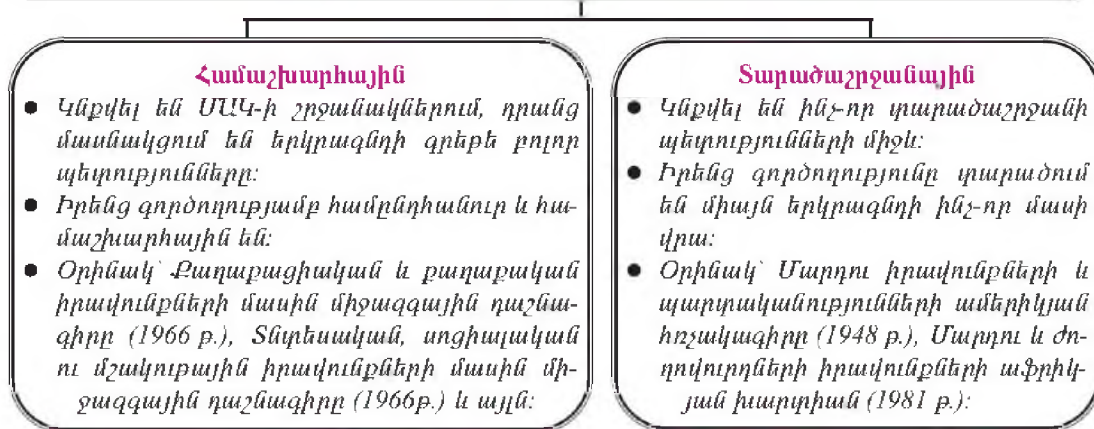 Համաշխարհային
● Կնքվել են ՄԱԿ-ի շրջանակներում, դրանց
մասնակցում են երկրագնդի գրեթե բոլոր
պետությունները:
● Իրենց գործողությամբ համընդհանուր և հա-
մաշխարհային են:
● Օրինակ՝ Քաղաքացիական և քաղաքական
իրավունքների մասին միջազգային դաշնա-
գիրը (1966 թ.), Տնտեսական, սոցիալական
ու մշակութային իրավունքների մասին մի-
ջազգային դաշնագիրը (1966թ.) և այլն:
Տարածաշրջանային
● Կնքվել են ինչ-որ տարածաշրջանի
պետությունների միջև:
● Իրենց գործողությունը տարածում
են միայն երկրագնդի ինչ-որ մասի
վրա:
● Օրինակ՝ Մարդու իրավունքների և
պարտականությունների ամերիկյան
հռչակագիրը (1948 թ.), Մարդու և ժո-
ղովուրդների իրավունքների աֆրիկ-
յան խարտիան (1981 թ.):